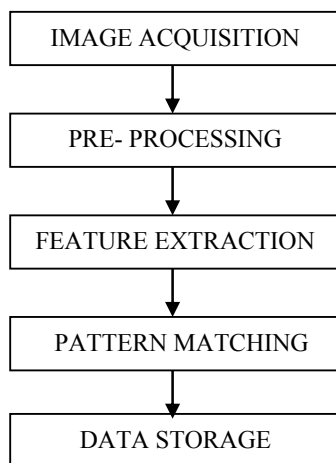 IMAGE ACQUISITION
PRE- PROCESSING
FEATURE EXTRACTION
PATTERN MATCHING
DATA STORAGE